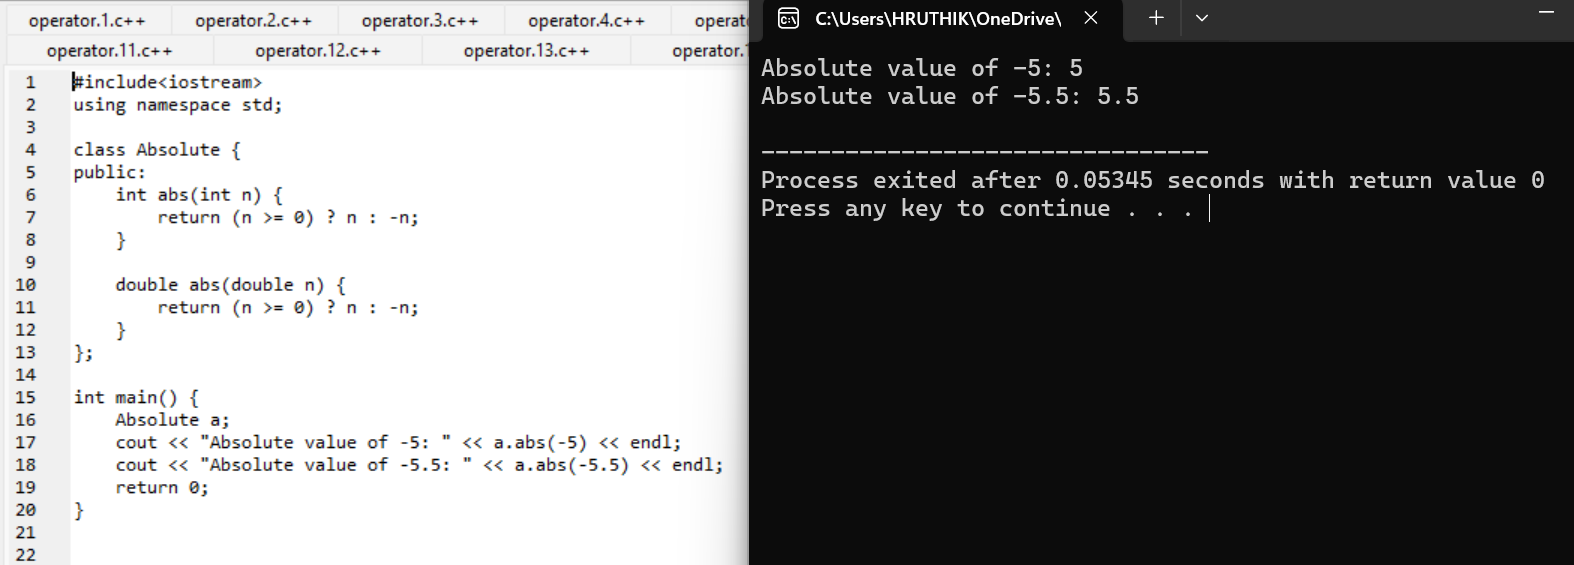 operator.1.c++ operator.2.c++ operator.3.c++ operator.4.c++
operator.11.c++ operator.12.c++ operator.13.c++
1 #include<iostream>
2 using namespace std;
3
4 class Absolute {
5 public:
6     int abs(int n) {
7         return (n >= 0) ? n : -n;
8     }
9
10     double abs(double n) {
11         return (n >= 0) ? n : -n;
12     }
13 };
14
15 int main() {
16     Absolute a;
17     cout << "Absolute value of -5: " << a.abs(-5) << endl;
18     cout << "Absolute value of -5.5: " << a.abs(-5.5) << endl;
19     return 0;
20 }
21
22
C:\Users\HRUTHIK\OneDrive\
Absolute value of -5: 5
Absolute value of -5.5: 5.5
--------------------------------
Process exited after 0.05345 seconds with return value 0
Press any key to continue . . .